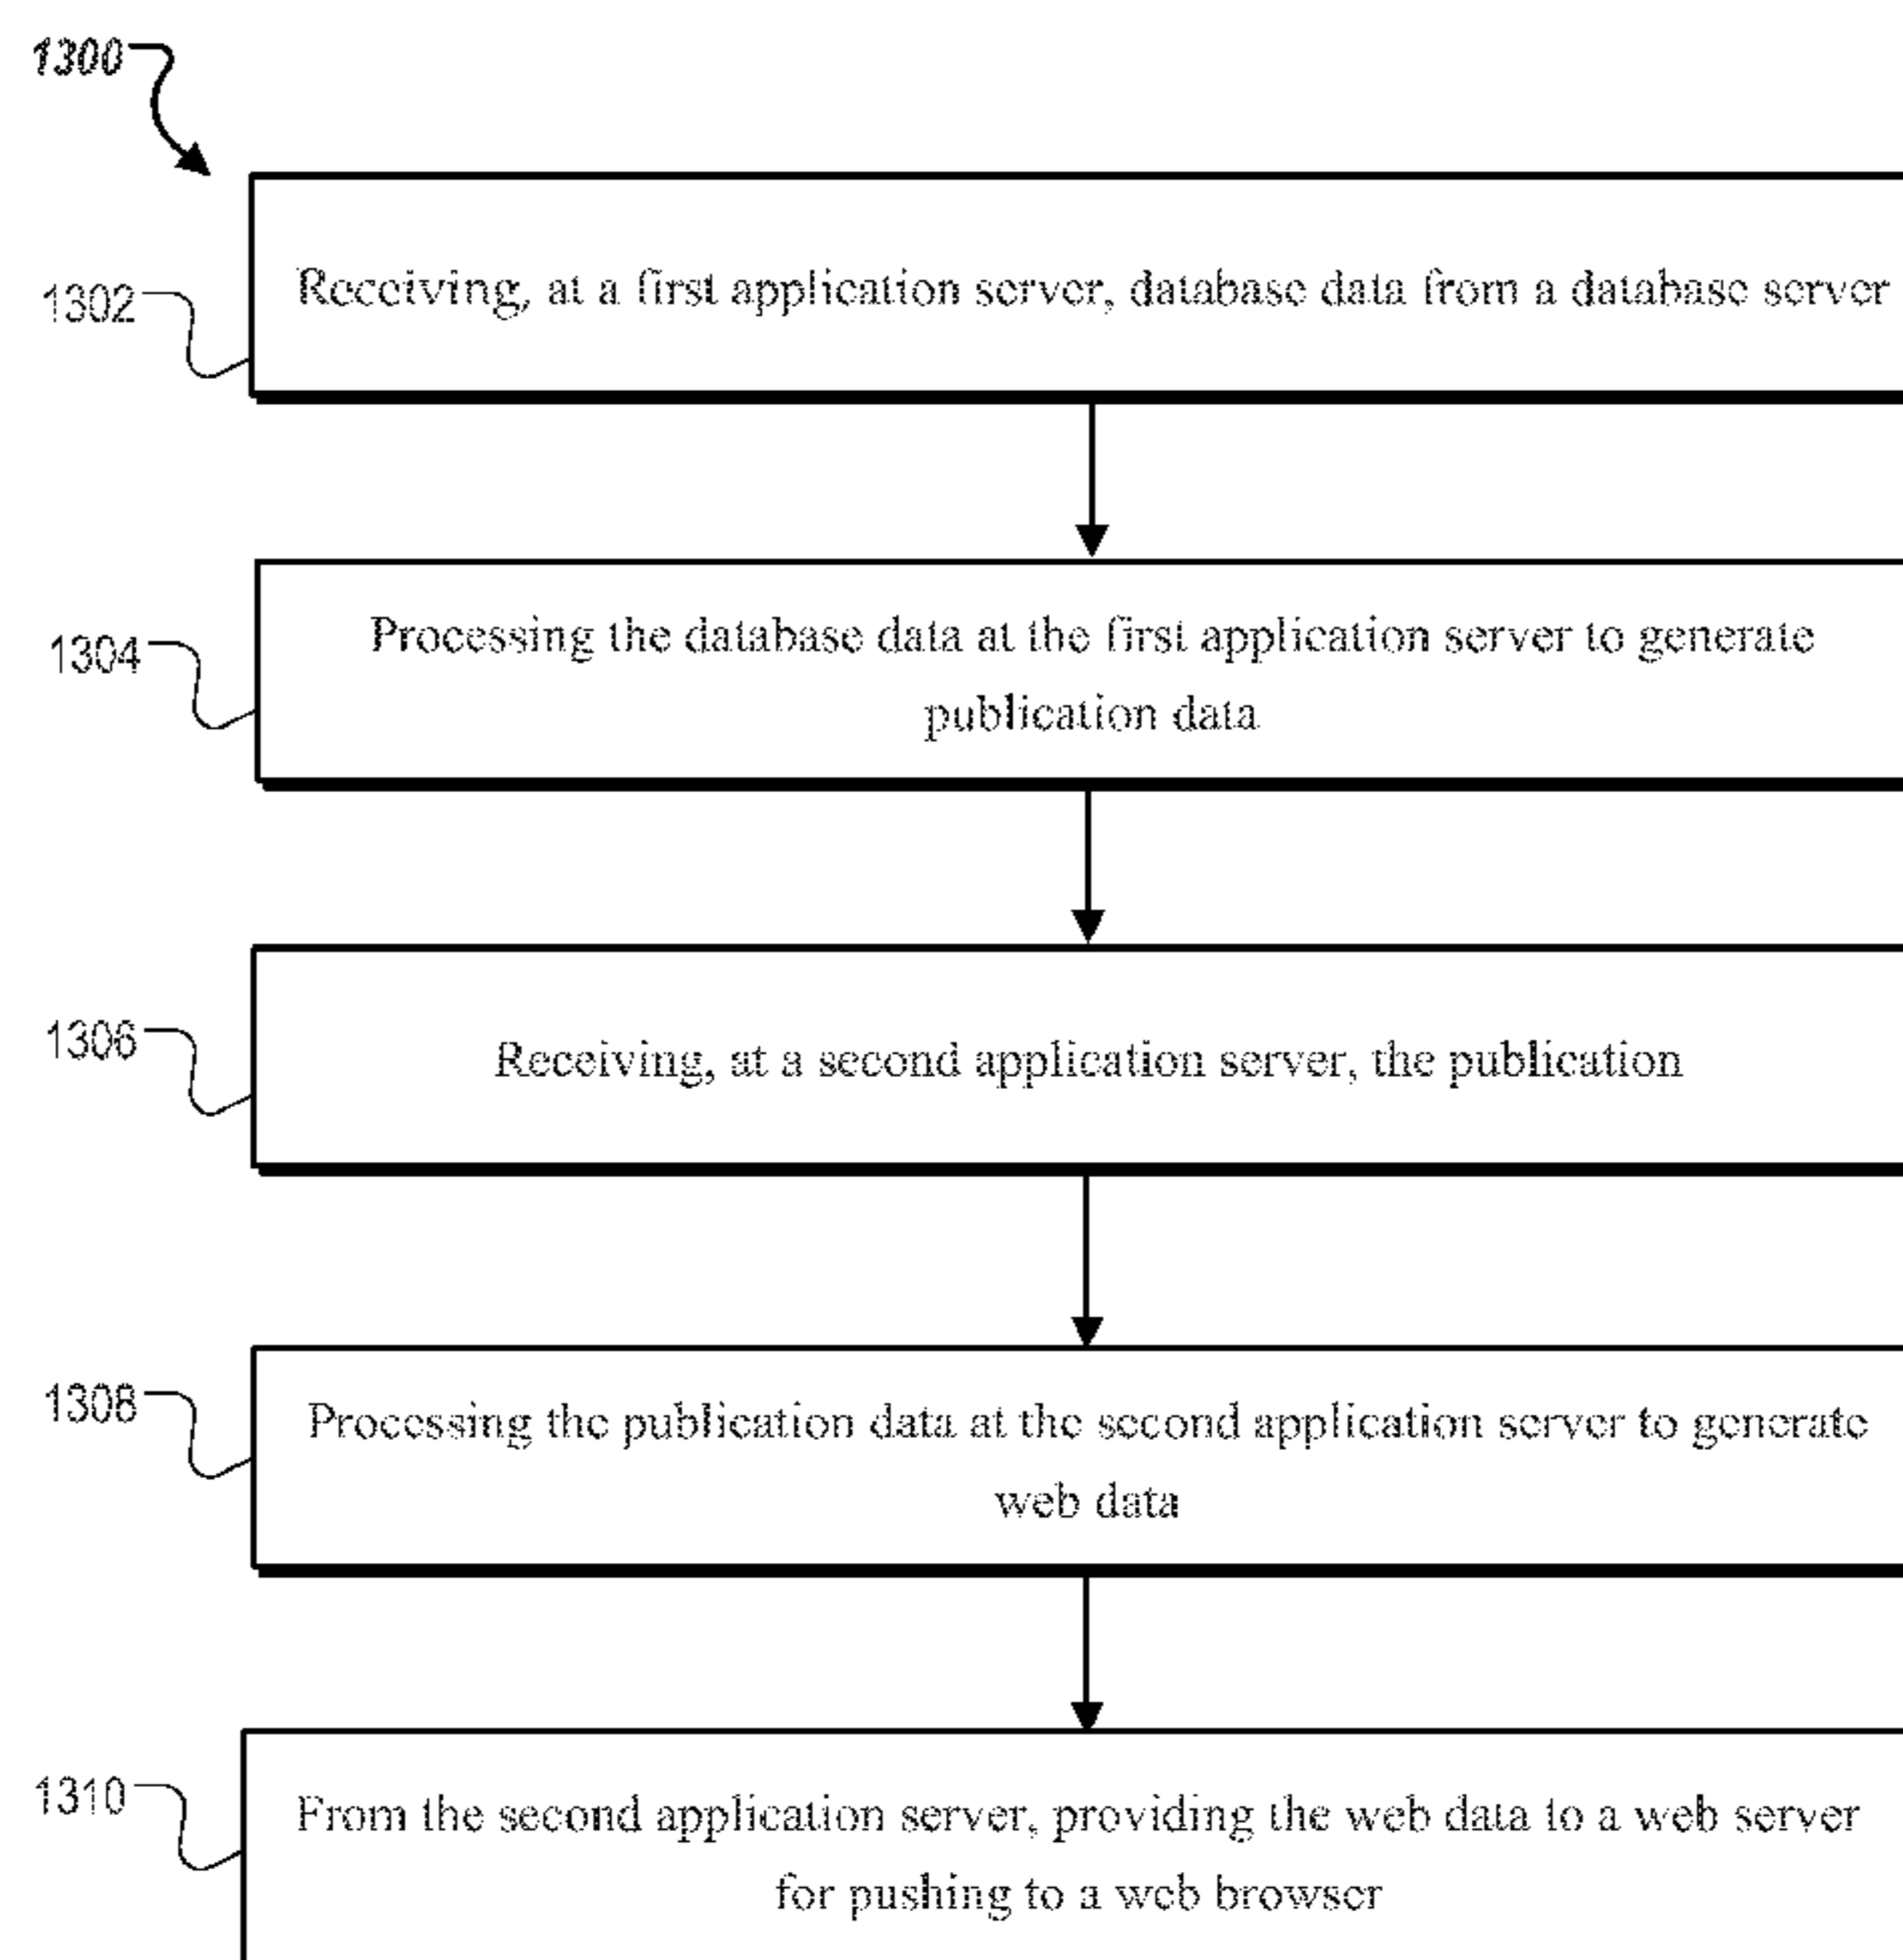 1300
1302
Receiving, at a first application server, database data from a database server
1304
Processing the database data at the first application server to generate
publication data
1306
Receiving, at a second application server, the publication
1308
Processing the publication data at the second application server to generate
web data
1310
From the second application server, providing the web data to a web server
for pushing to a web browser